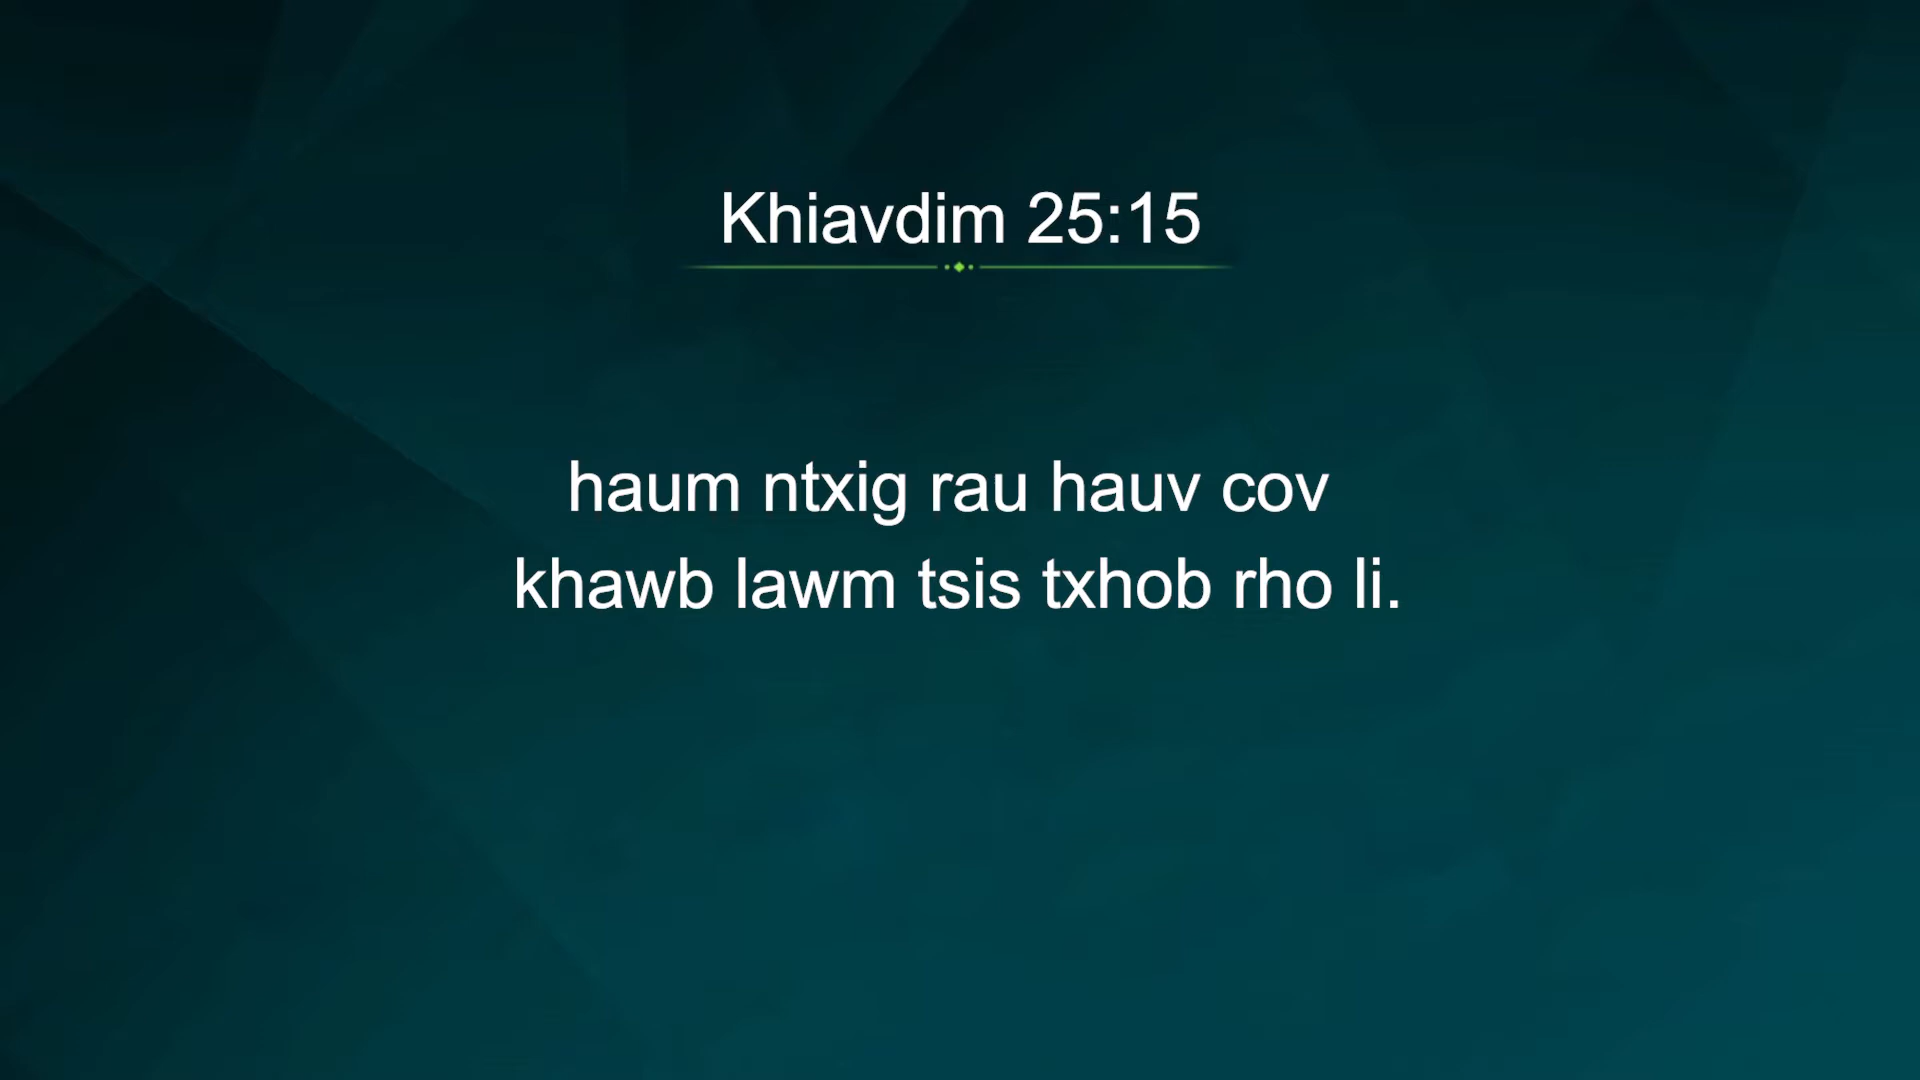 Khiavdim 25:15
haum ntxig rau hauv cov
khawb lawm tsis txhob rho li.